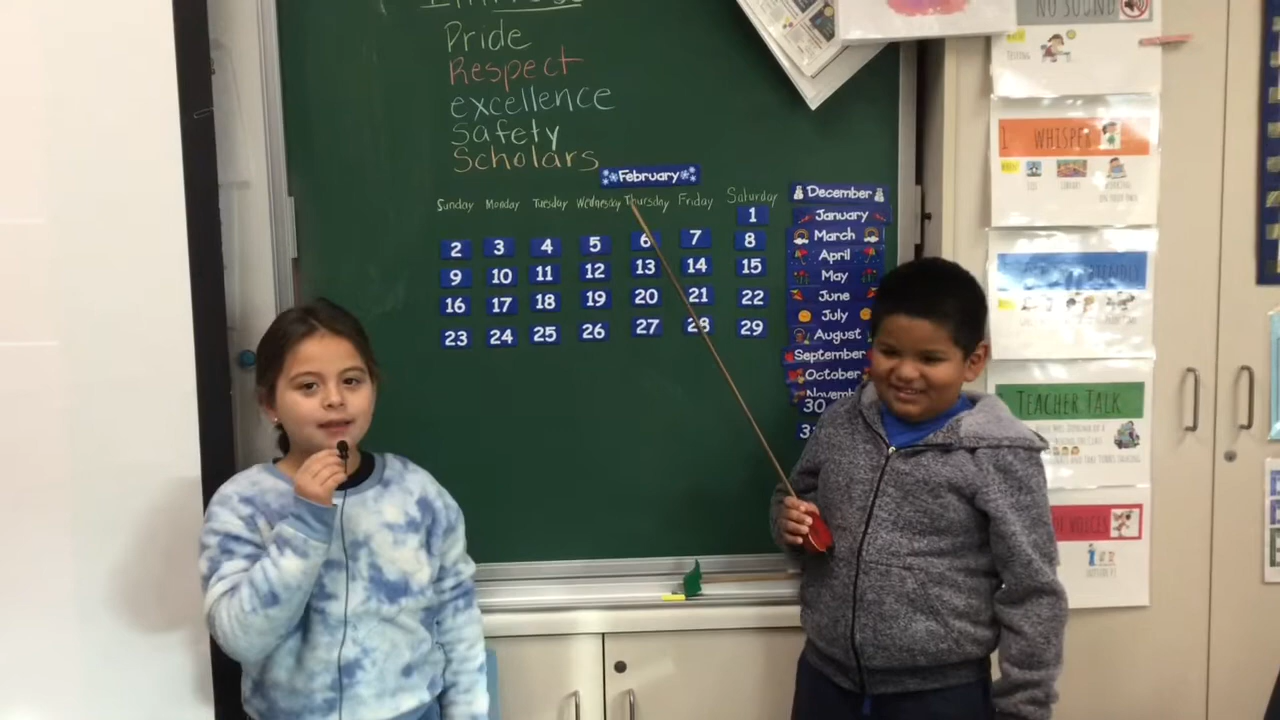 Pride
Respect
excellence
Safety
Scholars
February
Sunday Monday Tuesday Wednesday Thursday Friday Saturday
1
2 3 4 5 6 7 8
9 10 11 12 13 14 15
16 17 18 19 20 21 22
23 24 25 26 27 28 29
December
January
March
April
May
June
July
August
September
October
30
NO SOUND
TESTING
1 WHISPER
LIBRARY
TEACHER TALK